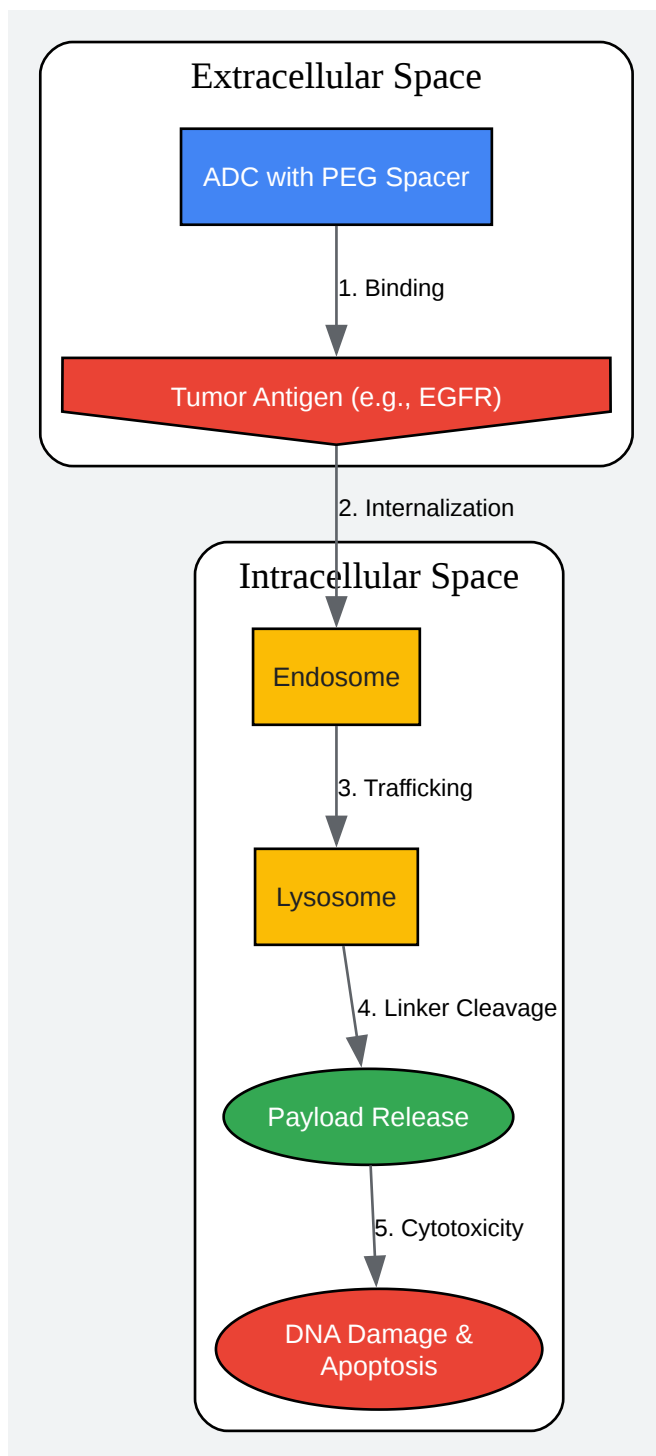 Extracellular Space
ADC with PEG Spacer
1. Binding
Tumor Antigen (e.g., EGFR)
2. Internalization
Intracellular Space
Endosome
3. Trafficking
Lysosome
4. Linker Cleavage
Payload Release
5. Cytotoxicity
DNA Damage &
Apoptosis